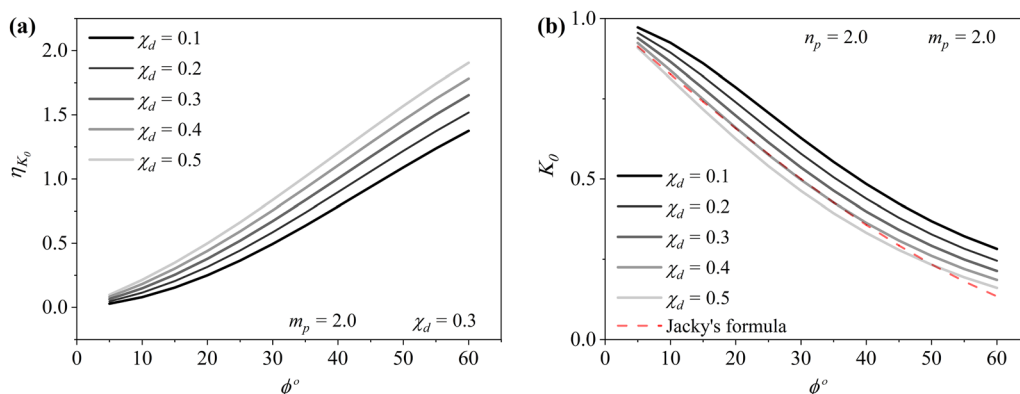 (a)
χd = 0.1
χd = 0.2
χd = 0.3
χd = 0.4
χd = 0.5
2.0
1.5
1.0
0.5
0.0
ηK0
mp = 2.0 χd = 0.3
0 10 20 30 40 50 60
ϕo
(b)
1.0
0.5
0.0
K0
np = 2.0 mp = 2.0
χd = 0.1
χd = 0.2
χd = 0.3
χd = 0.4
χd = 0.5
Jacky's formula
0 10 20 30 40 50 60
ϕo